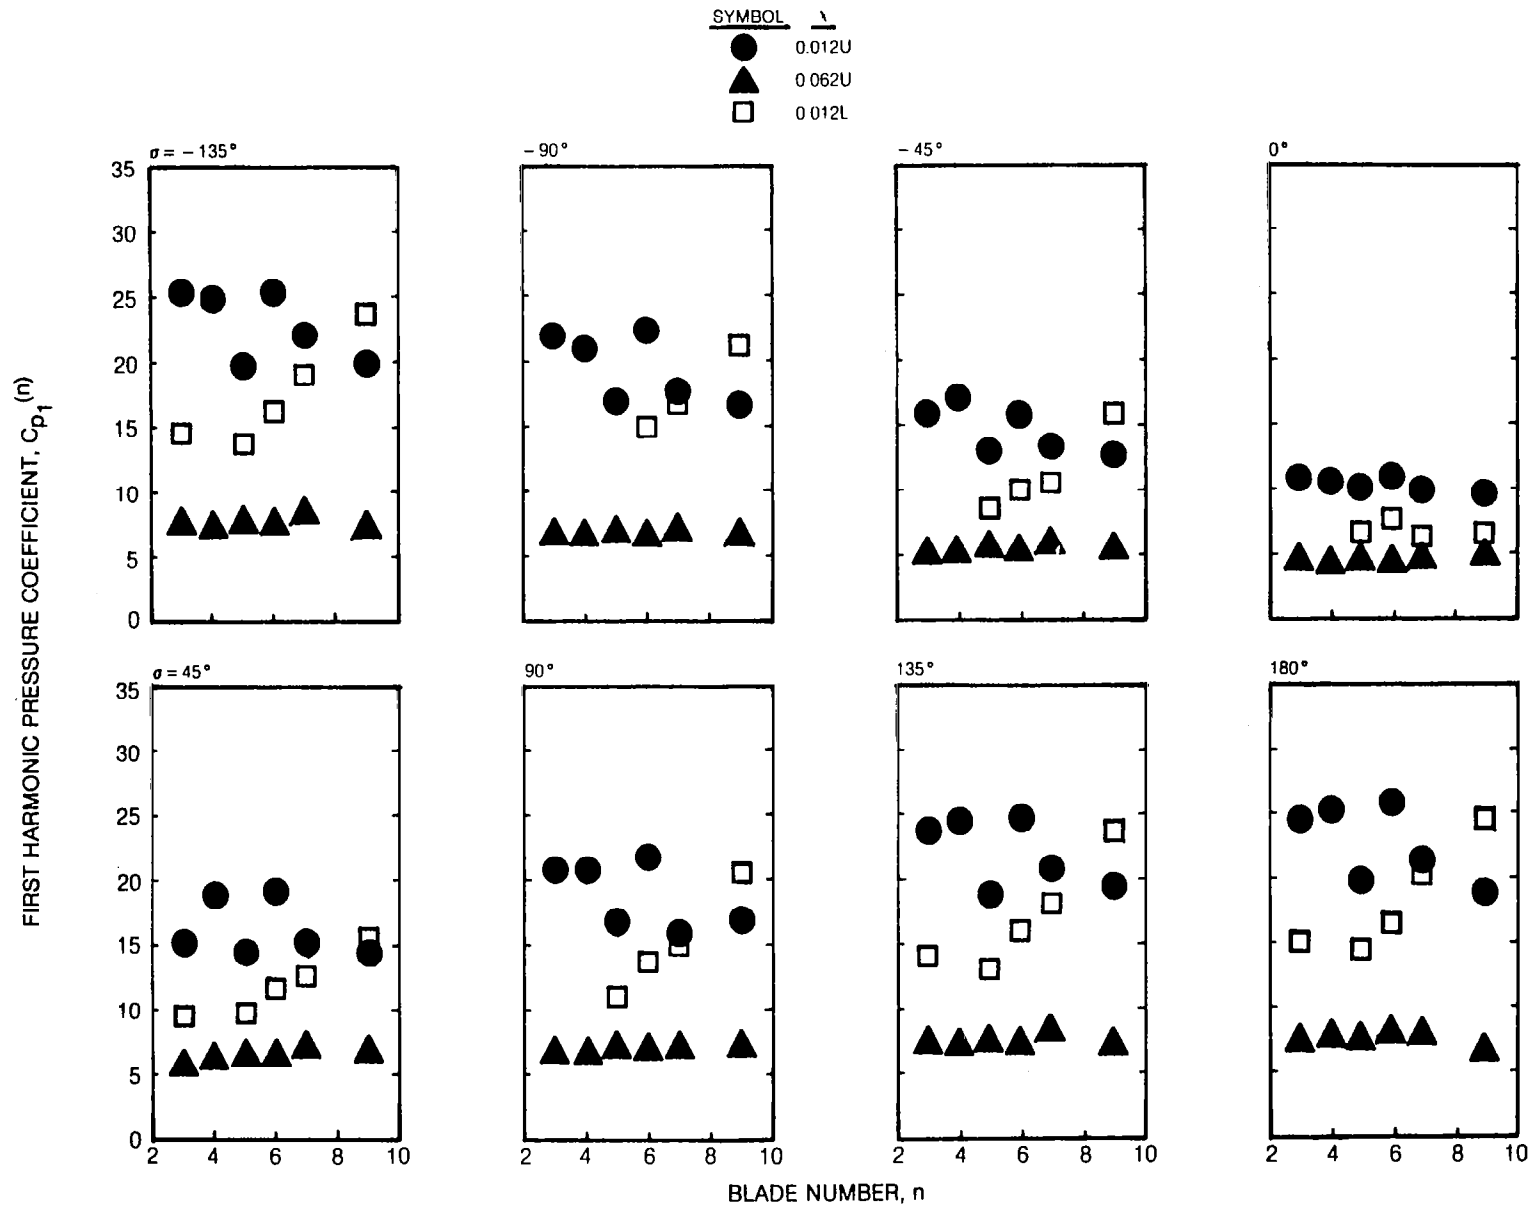 SYMBOL
0.012U
0 062U
0 012L
σ = – 135°
– 90°
– 45°
0°
35
30
25
20
15
10
5
0
σ = 45°
90°
135°
180°
35
30
25
20
15
10
5
0
2 4 6 8 10
2 4 6 8 10
2 4 6 8 10
2 4 6 8 10
FIRST HARMONIC PRESSURE COEFFICIENT, Cp1(n)
BLADE NUMBER, n